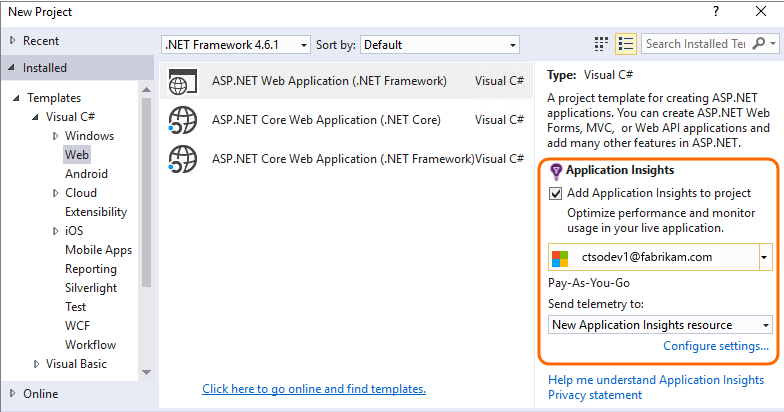 New Project
Recent
.NET Framework 4.6.1
Sort by:
Default
Search Installed Ter
Installed
Templates
Visual C#
Windows
Web
Android
Cloud
Extensibility
iOS
Mobile Apps
Reporting
Silverlight
Test
WCF
Workflow
Visual Basic
Online
ASP.NET Web Application (.NET Framework) Visual C#
ASP.NET Core Web Application (.NET Core) Visual C#
ASP.NET Core Web Application (.NET Framework) Visual C#
Click here to go online and find templates.
Type: Visual C#
A project template for creating ASP.NET
applications. You can create ASP.NET Web
Forms, MVC, or Web API applications and
add many other features in ASP.NET.
Application Insights
Add Application Insights to project
Optimize performance and monitor
usage in your live application.
ctsodev1@fabrikam.com
Pay-As-You-Go
Send telemetry to:
New Application Insights resource
Configure settings...
Help me understand Application Insights
Privacy statement